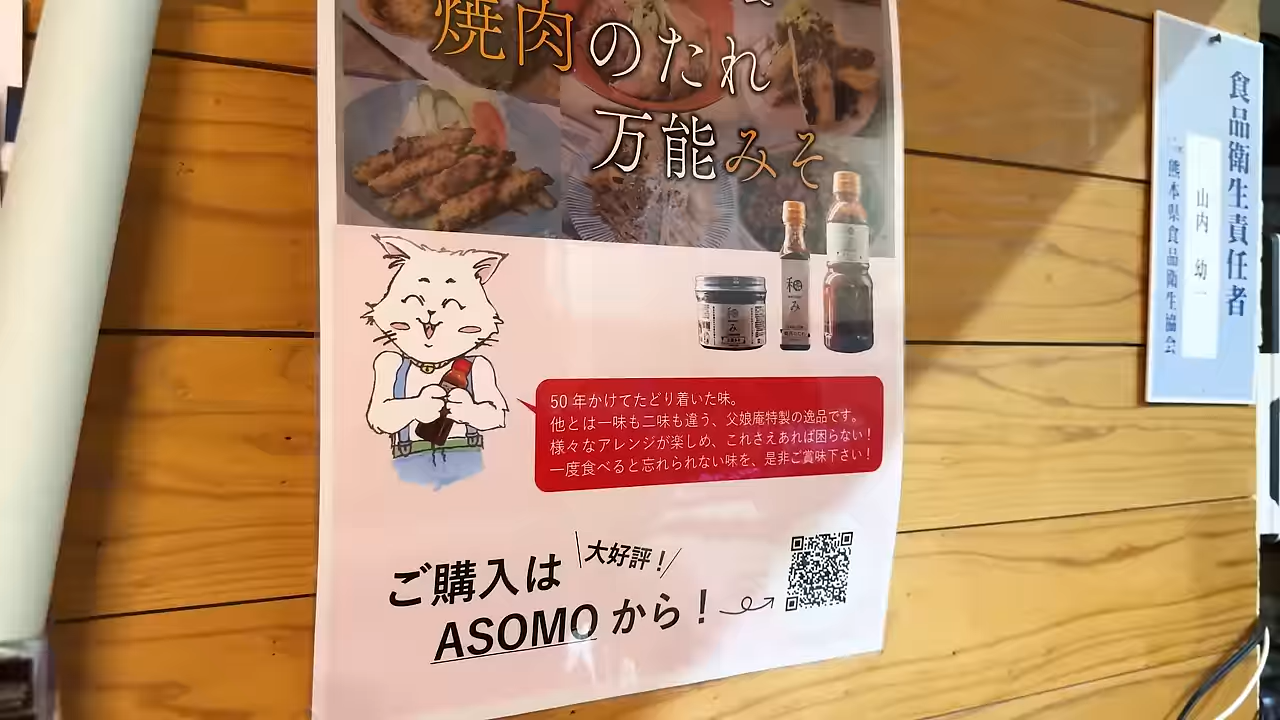 焼肉のたれ
万能みそ
和み
50年かけてたどり着いた味。
他とは一味も二味も違う、父娘庵特製の逸品です。
様々なアレンジが楽しめ、これさえあれば困らない！
一度食べると忘れられない味を、是非ご賞味下さい！
大好評！
ご購入は
ASOMOから！
食品衛生責任者
山内 幼一
熊本県食品衛生協会